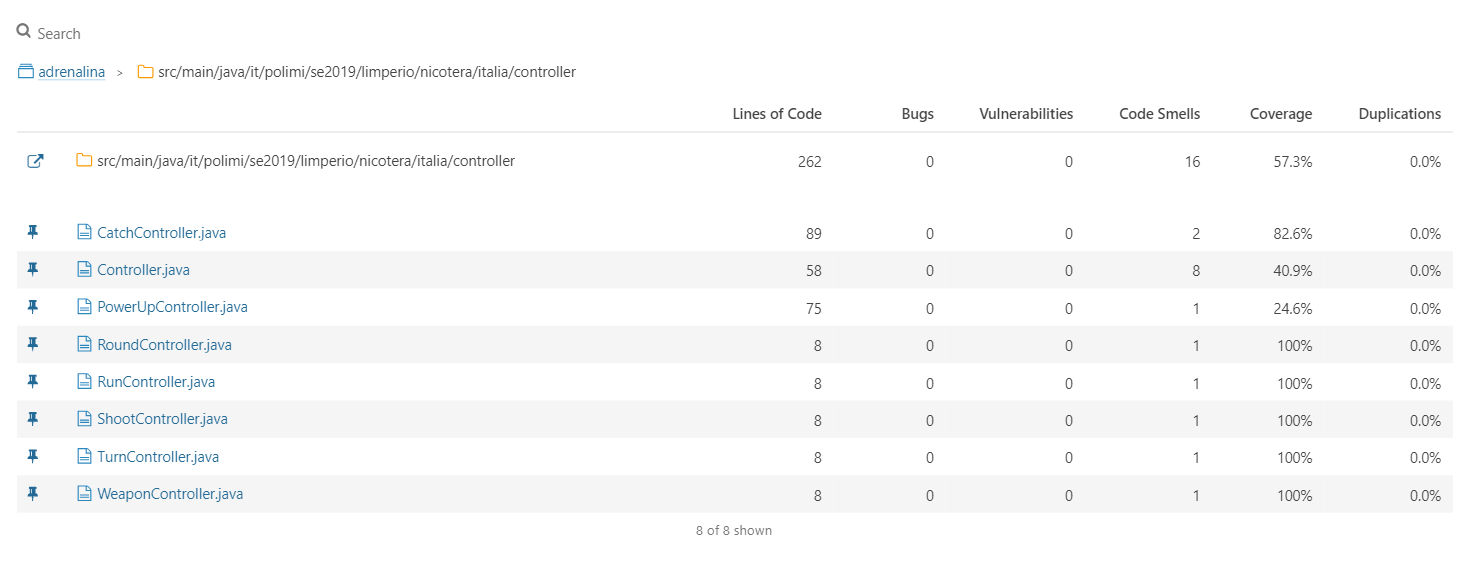 Search
adrenalina > src/main/java/it/polimi/se2019/limperio/nicotera/italia/controller
Lines of Code Bugs Vulnerabilities Code Smells Coverage Duplications
src/main/java/it/polimi/se2019/limperio/nicotera/italia/controller 262 0 0 16 57.3% 0.0%
CatchController.java 89 0 0 2 82.6% 0.0%
Controller.java 58 0 0 8 40.9% 0.0%
PowerUpController.java 75 0 0 1 24.6% 0.0%
RoundController.java 8 0 0 1 100% 0.0%
RunController.java 8 0 0 1 100% 0.0%
ShootController.java 8 0 0 1 100% 0.0%
TurnController.java 8 0 0 1 100% 0.0%
WeaponController.java 8 0 0 1 100% 0.0%
8 of 8 shown